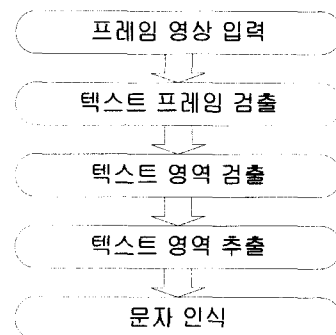 프레임 영상 입력
텍스트 프레임 검출
텍스트 영역 검출
텍스트 영역 추출
문자 인식